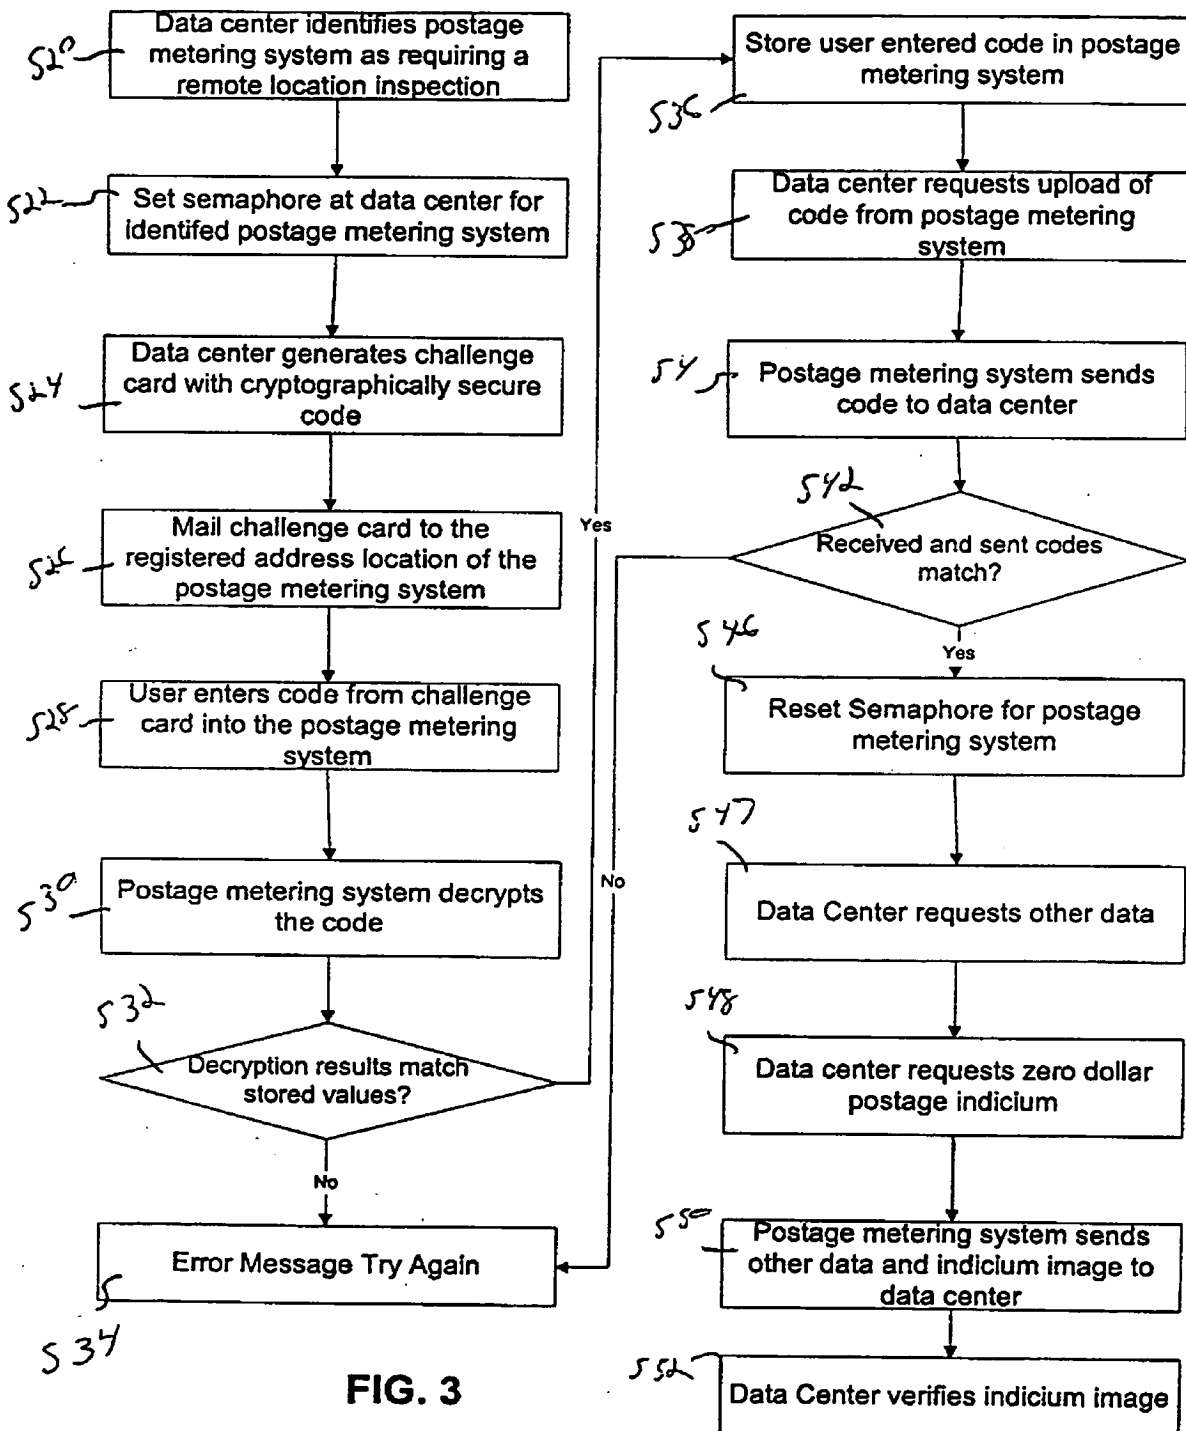 520
Data center identifies postage
metering system as requiring a
remote location inspection
522
Set semaphore at data center for
identifed postage metering system
524
Data center generates challenge
card with cryptographically secure
code
526
Mail challenge card to the
registered address location of the
postage metering system
528
User enters code from challenge
card into the postage metering
system
530
Postage metering system decrypts
the code
532
Decryption results match
stored values?
No
Error Message Try Again
534
Yes
No
Store user entered code in postage
metering system
536
Data center requests upload of
code from postage metering
system
538
Postage metering system sends
code to data center
54
542
Received and sent codes
match?
Yes
546
Reset Semaphore for postage
metering system
547
Data Center requests other data
548
Data center requests zero dollar
postage indicium
550
Postage metering system sends
other data and indicium image to
data center
552
Data Center verifies indicium image
FIG. 3